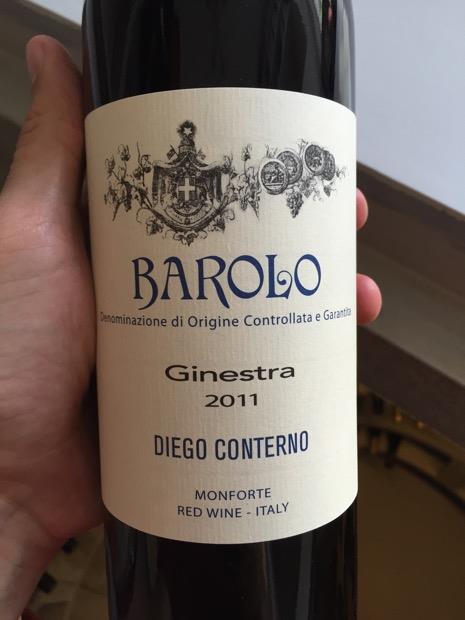 BAROLO
Denominazione di Origine Controllata e Garantita
Ginestra
2011
DIEGO CONTERNO
MONFORTE
RED WINE - ITALY